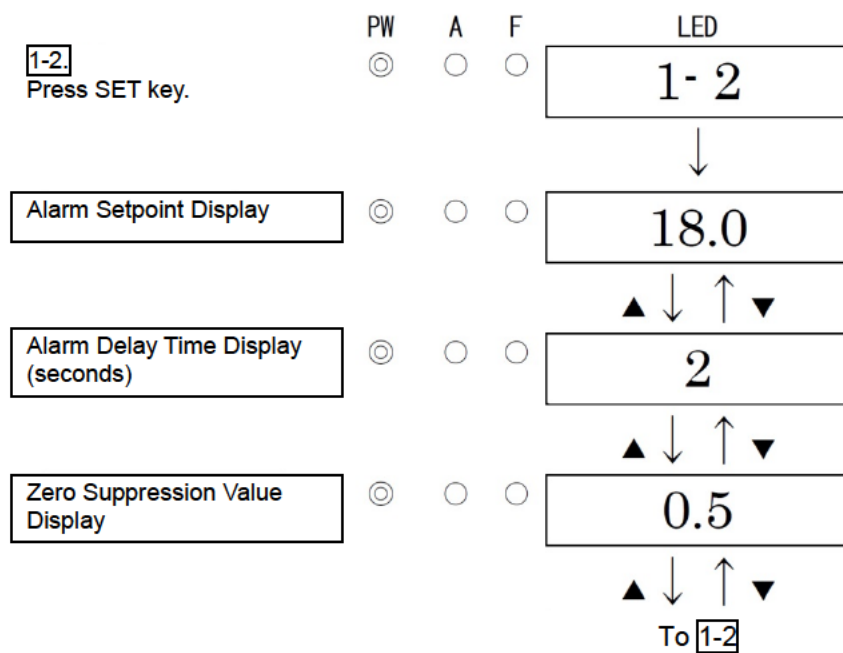 PW A F LED
1-2.
Press SET key.
1- 2
Alarm Setpoint Display
18.0
Alarm Delay Time Display
(seconds)
2
Zero Suppression Value
Display
0.5
To 1-2